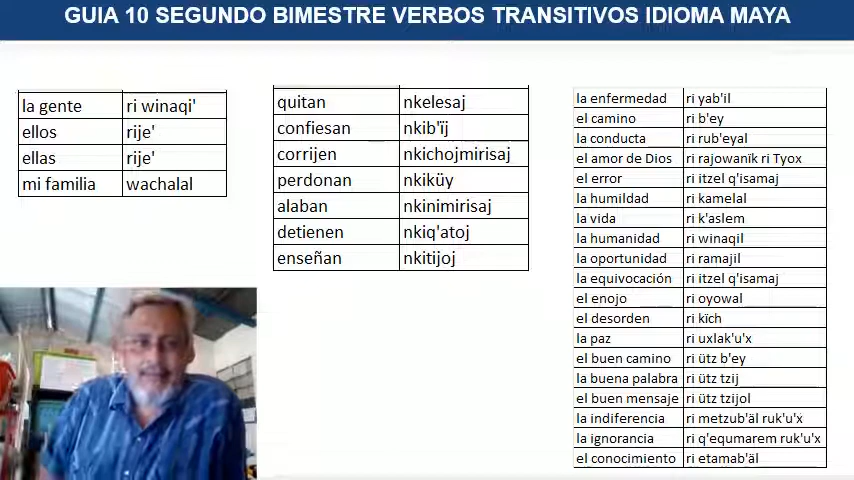 GUIA 10 SEGUNDO BIMESTRE VERBOS TRANSITIVOS IDIOMA MAYA
la gente ri winaqi'
ellos rije'
ellas rije'
mi familia wachalal
quitan nkelesaj
confiesan nkib'ïj
corrijen nkichojmirisaj
perdonan nkiküy
alaban nkinimirisaj
detienen nkiq'atoj
enseñan nkitijoj
la enfermedad ri yab'il
el camino ri b'ey
la conducta ri rub'eyal
el amor de Dios ri rajowanïk ri Tyox
el error ri itzel q'isamaj
la humildad ri kamelal
la vida ri k'aslem
la humanidad ri winaqil
la oportunidad ri ramajil
la equivocación ri itzel q'isamaj
el enojo ri oyowal
el desorden ri kïch
la paz ri uxlak'u'x
el buen camino ri ütz b'ey
la buena palabra ri ütz tzij
el buen mensaje ri ütz tzijol
la indiferencia ri metzub'äl ruk'u'x
la ignorancia ri q'equmarem ruk'u'x
el conocimiento ri etamab'äl